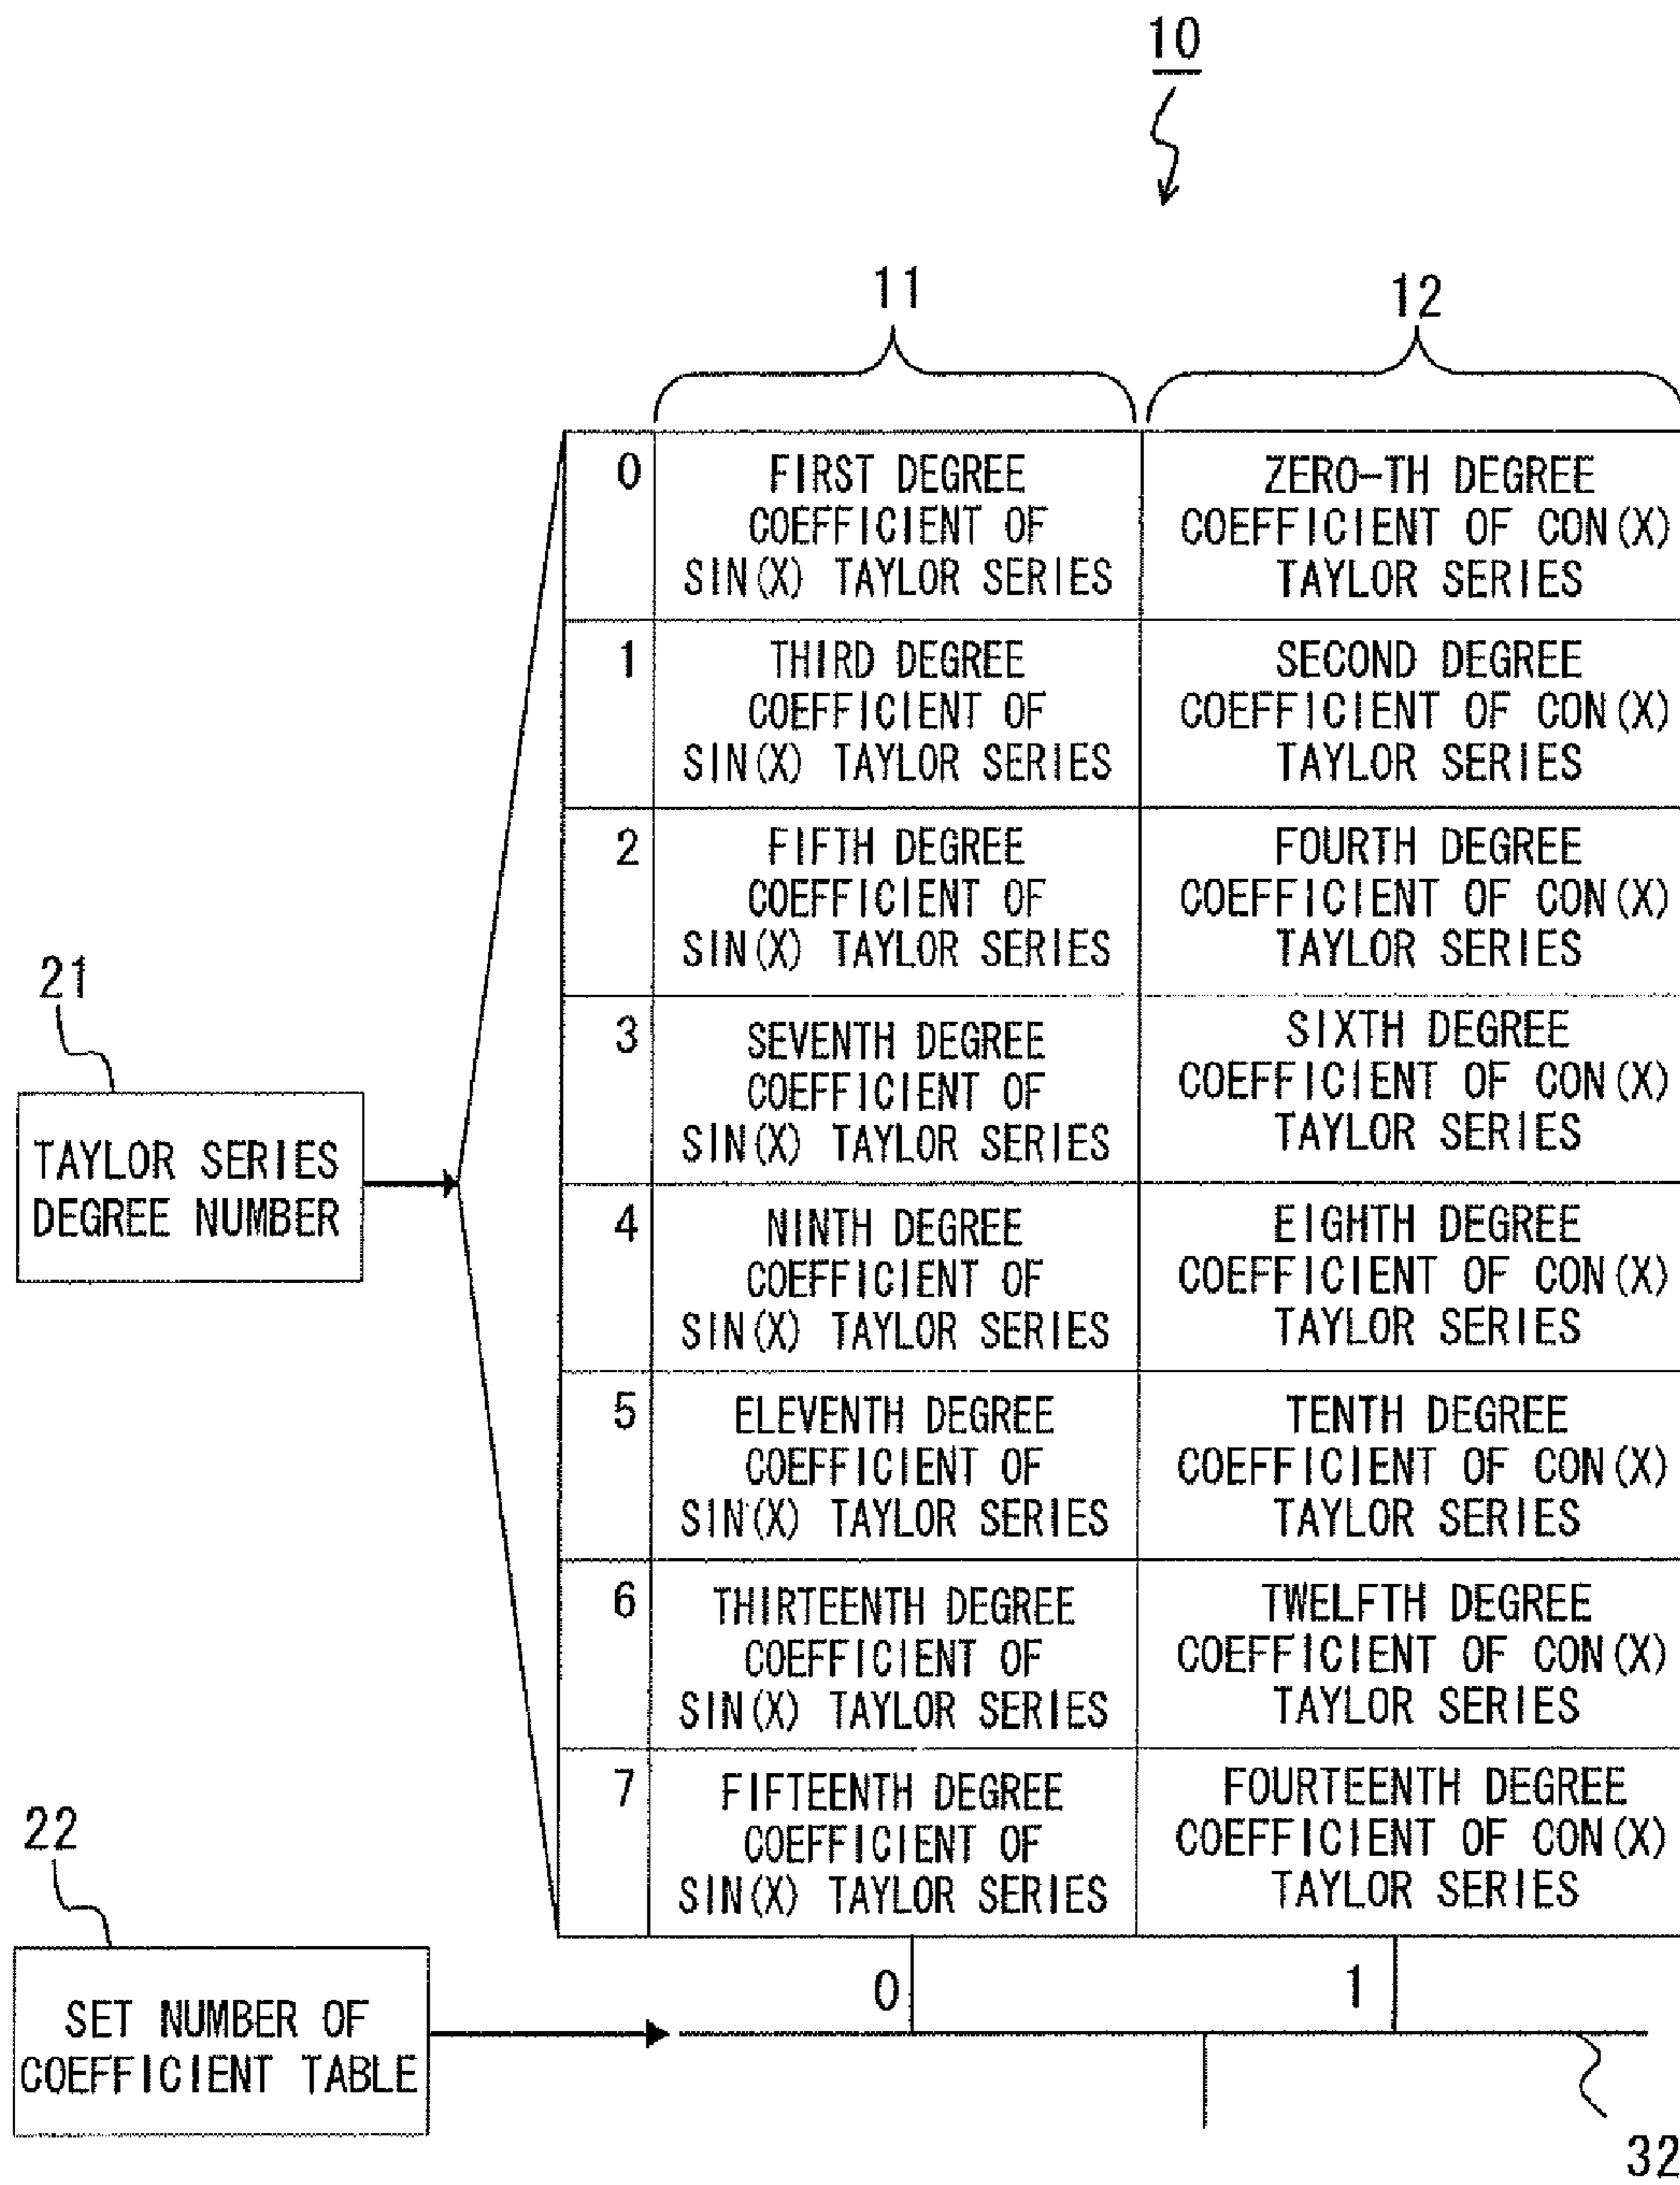 10
11
12
0
FIRST DEGREE
COEFFICIENT OF
SIN(X) TAYLOR SERIES
ZERO-TH DEGREE
COEFFICIENT OF CON(X)
TAYLOR SERIES
1
THIRD DEGREE
COEFFICIENT OF
SIN(X) TAYLOR SERIES
SECOND DEGREE
COEFFICIENT OF CON(X)
TAYLOR SERIES
2
FIFTH DEGREE
COEFFICIENT OF
SIN(X) TAYLOR SERIES
FOURTH DEGREE
COEFFICIENT OF CON(X)
TAYLOR SERIES
3
SEVENTH DEGREE
COEFFICIENT OF
SIN(X) TAYLOR SERIES
SIXTH DEGREE
COEFFICIENT OF CON(X)
TAYLOR SERIES
4
NINTH DEGREE
COEFFICIENT OF
SIN(X) TAYLOR SERIES
EIGHTH DEGREE
COEFFICIENT OF CON(X)
TAYLOR SERIES
5
ELEVENTH DEGREE
COEFFICIENT OF
SIN(X) TAYLOR SERIES
TENTH DEGREE
COEFFICIENT OF CON(X)
TAYLOR SERIES
6
THIRTEENTH DEGREE
COEFFICIENT OF
SIN(X) TAYLOR SERIES
TWELFTH DEGREE
COEFFICIENT OF CON(X)
TAYLOR SERIES
7
FIFTEENTH DEGREE
COEFFICIENT OF
SIN(X) TAYLOR SERIES
FOURTEENTH DEGREE
COEFFICIENT OF CON(X)
TAYLOR SERIES
21
TAYLOR SERIES
DEGREE NUMBER
22
SET NUMBER OF
COEFFICIENT TABLE
0
1
32